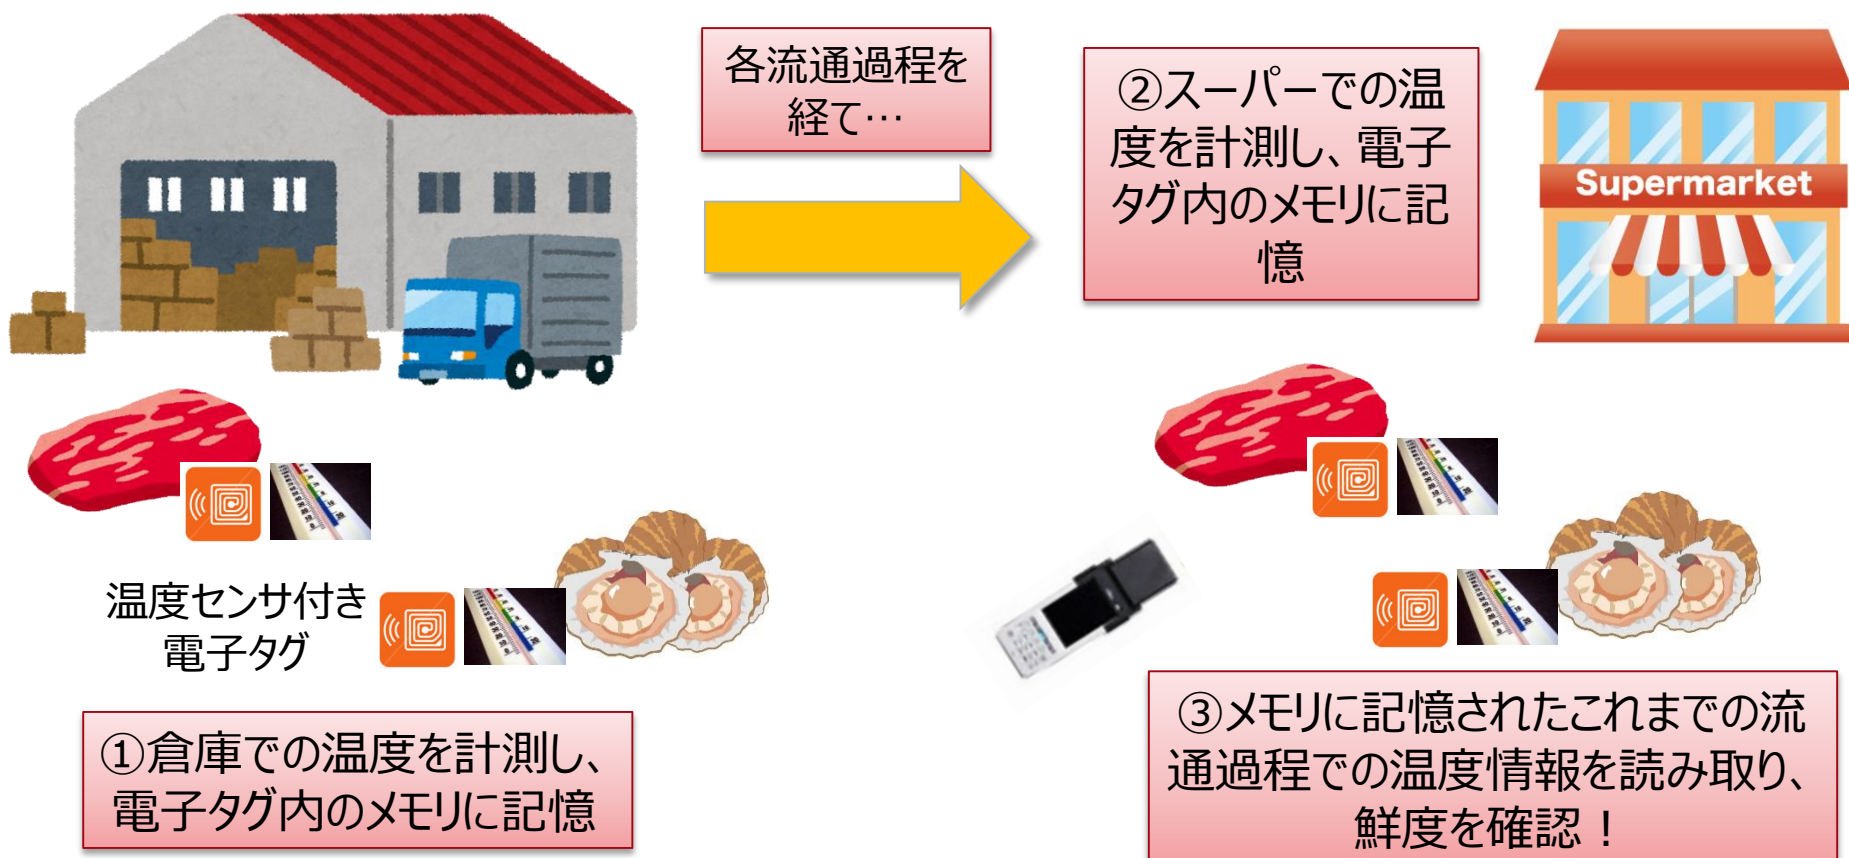 各流通過程を
経て…
②スーパーでの温
度を計測し、電子
タグ内のメモリに記
憶
Supermarket
温度センサ付き
電子タグ
①倉庫での温度を計測し、
電子タグ内のメモリに記憶
③メモリに記憶されたこれまでの流
通過程での温度情報を読み取り、
鮮度を確認！